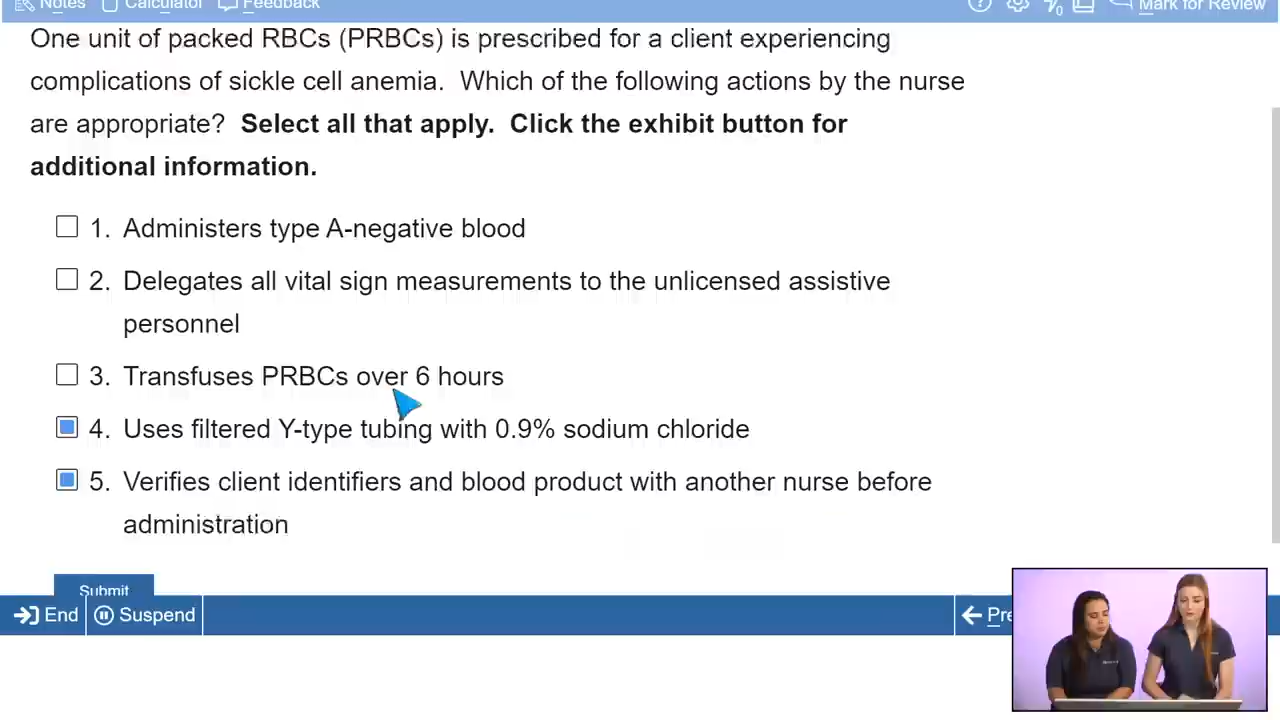 Notes Calculator Feedback Mark for Review
One unit of packed RBCs (PRBCs) is prescribed for a client experiencing
complications of sickle cell anemia. Which of the following actions by the nurse
are appropriate? Select all that apply. Click the exhibit button for
additional information.
1. Administers type A-negative blood
2. Delegates all vital sign measurements to the unlicensed assistive
personnel
3. Transfuses PRBCs over 6 hours
4. Uses filtered Y-type tubing with 0.9% sodium chloride
5. Verifies client identifiers and blood product with another nurse before
administration
Submit
End Suspend